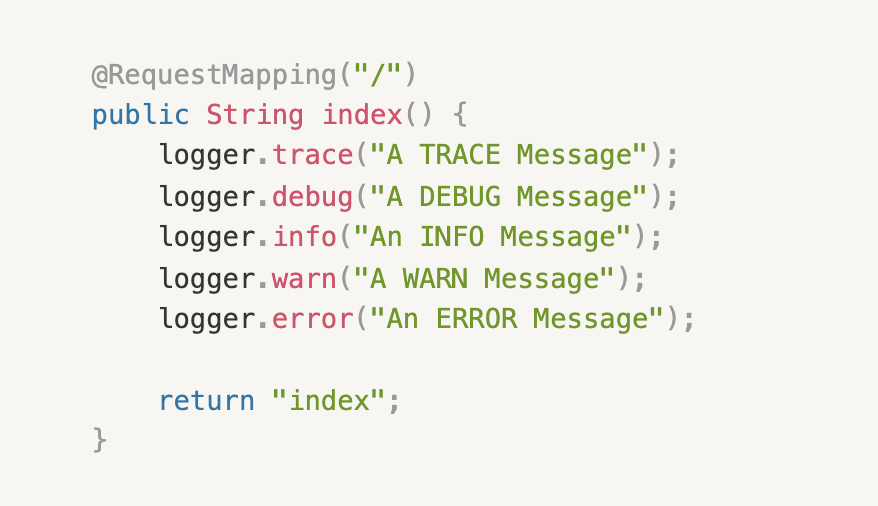 @RequestMapping("/")
public String index() {
    logger.trace("A TRACE Message");
    logger.debug("A DEBUG Message");
    logger.info("An INFO Message");
    logger.warn("A WARN Message");
    logger.error("An ERROR Message");

    return "index";
}